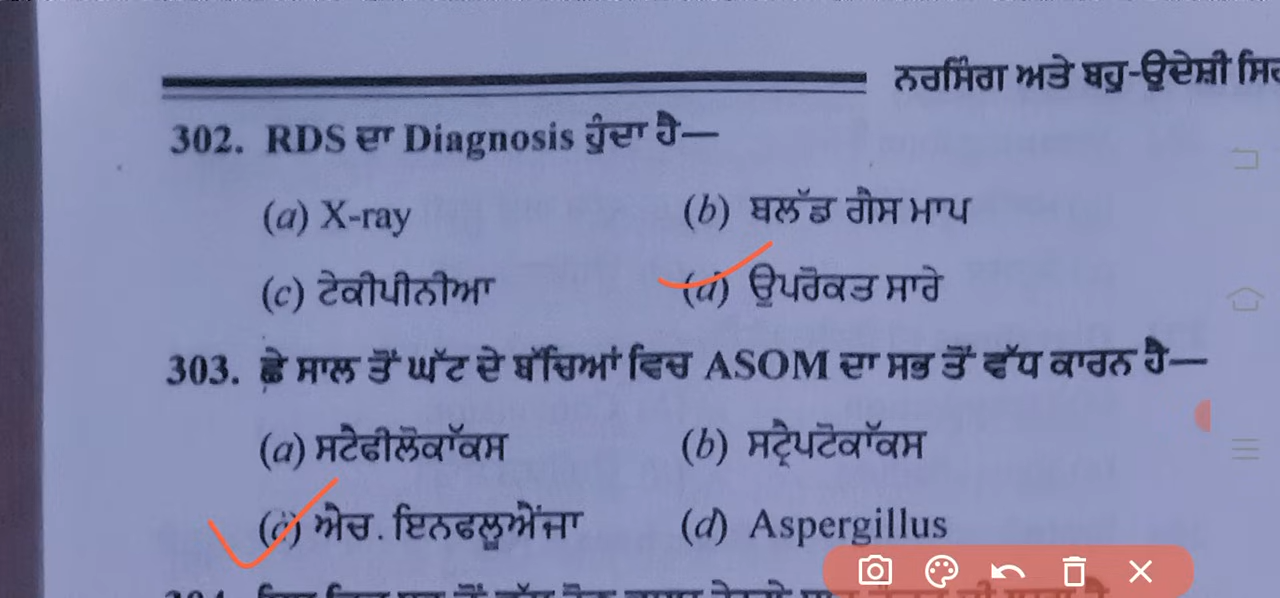 ਨਰਸਿੰਗ ਅਤੇ ਬਹੁ-ਉਦੇਸ਼ੀ
302. RDS ਦਾ Diagnosis ਹੁੰਦਾ ਹੈ—
(a) X-ray (b) ਬਲੱਡ ਗੈਸ ਮਾਪ
(c) ਟੇਕੀਪੀਨੀਆ (d) ਉਪਰੋਕਤ ਸਾਰੇ
303. ਛੇ ਸਾਲ ਤੋਂ ਘੱਟ ਦੇ ਬੱਚਿਆਂ ਵਿਚ ASOM ਦਾ ਸਭ ਤੋਂ ਵੱਧ ਕਾਰਨ ਹੈ—
(a) ਸਟੈਫੀਲੋਕਾੱਕਸ (b) ਸਟ੍ਰੈਪਟੋਕਾੱਕਸ
(c) ਐਚ. ਇਨਫਲੂਐਂਜਾ (d) Aspergillus